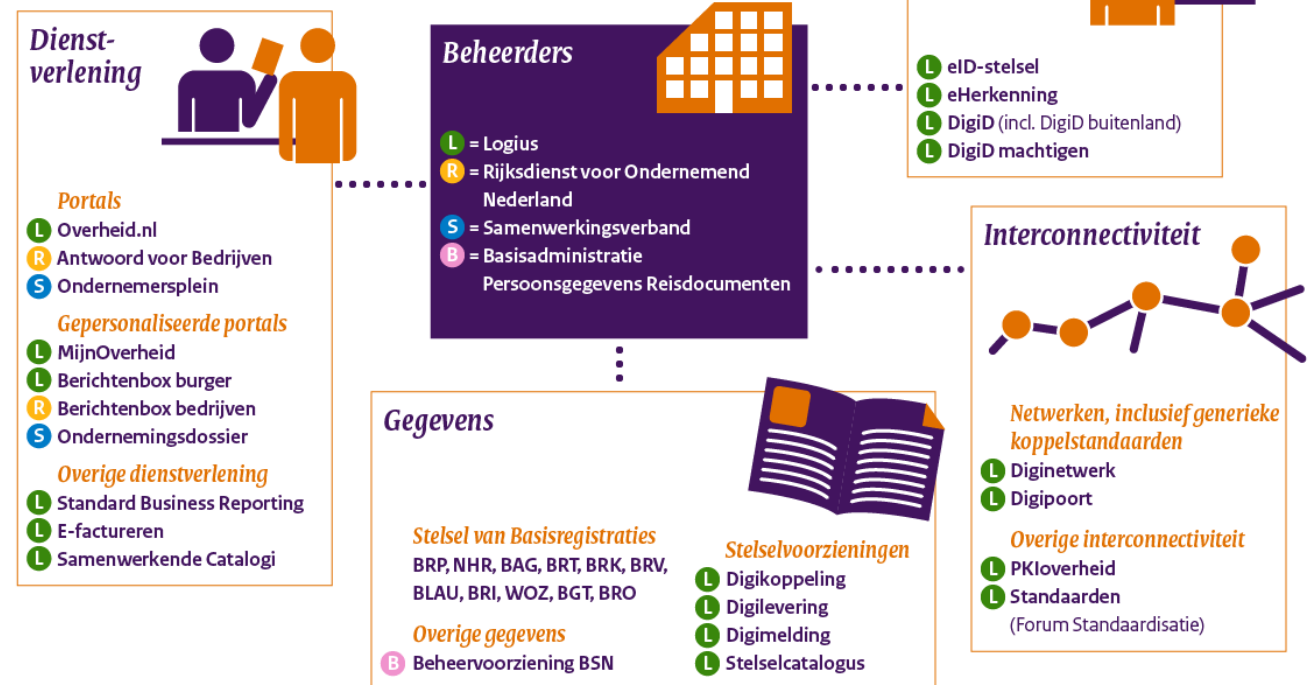 Dienst-
verlening
Portals
L Overheid.nl
R Antwoord voor Bedrijven
S Ondernemersplein
Gepersonaliseerde portals
L MijnOverheid
L Berichtenbox burger
R Berichtenbox bedrijven
S Ondernemingsdossier
Overige dienstverlening
L Standard Business Reporting
L E-factureren
L Samenwerkende Catalogi
Beheerders
L = Logius
R = Rijksdienst voor Ondernemend
Nederland
S = Samenwerkingsverband
B = Basisadministratie
Persoonsgegevens Reisdocumenten
L eID-stelsel
L eHerkenning
L DigiD (incl. DigiD buitenland)
L DigiD machtigen
Gegevens
Stelsel van Basisregistraties
BRP, NHR, BAG, BRT, BRK, BRV,
BLAU, BRI, WOZ, BGT, BRO
Overige gegevens
B Beheervoorziening BSN
Stelselvoorzieningen
L Digikoppeling
L Digilevering
L Digimelding
L Stelselcatalogus
Interconnectiviteit
Netwerken, inclusief generieke
koppelstandaarden
L Diginetwerk
L Digipoort
Overige interconnectiviteit
L PKIoverheid
L Standaarden
(Forum Standaardisatie)